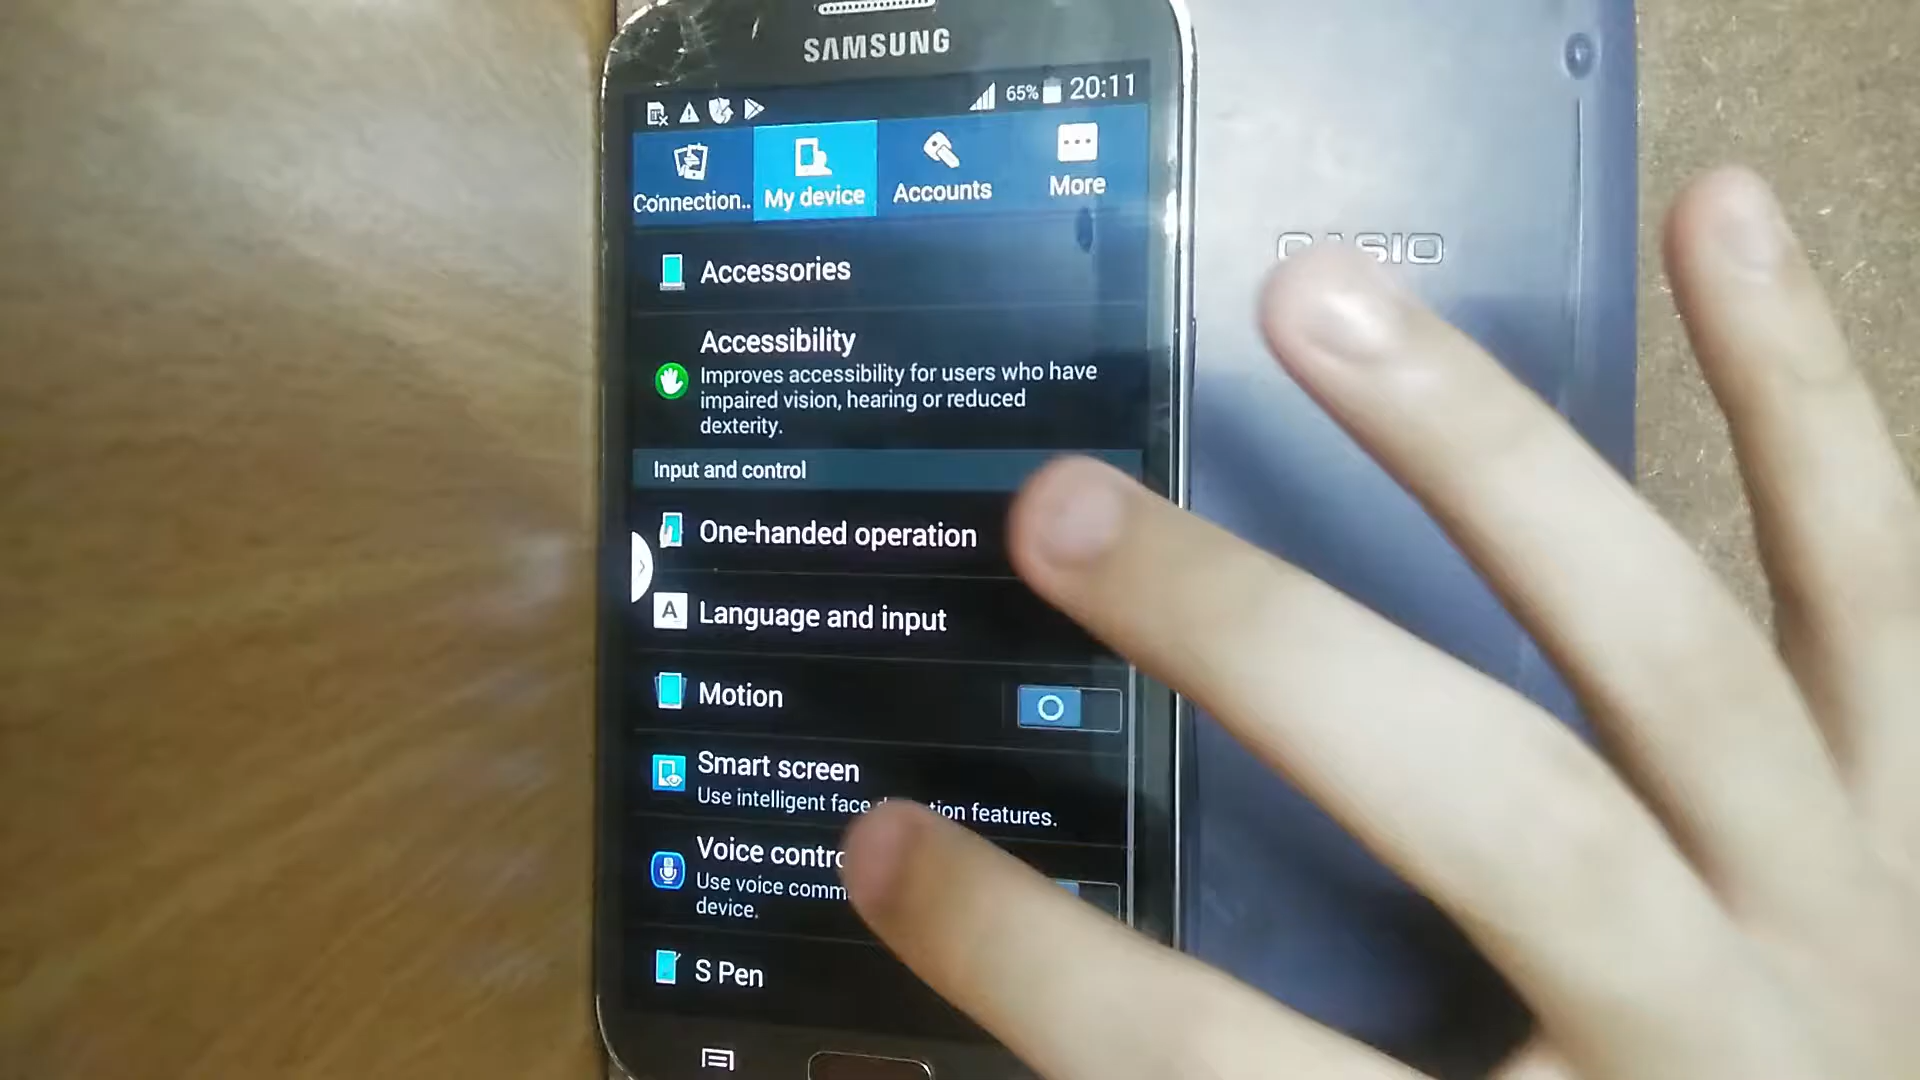 SAMSUNG
65% 20:11
Connection.. My device Accounts More
Accessories
Accessibility
Improves accessibility for users who have
impaired vision, hearing or reduced
dexterity.
Input and control
One-handed operation
A Language and input
Motion
Smart screen
Use intelligent face features.
Voice
Use voice
device.
S Pen
CASIO